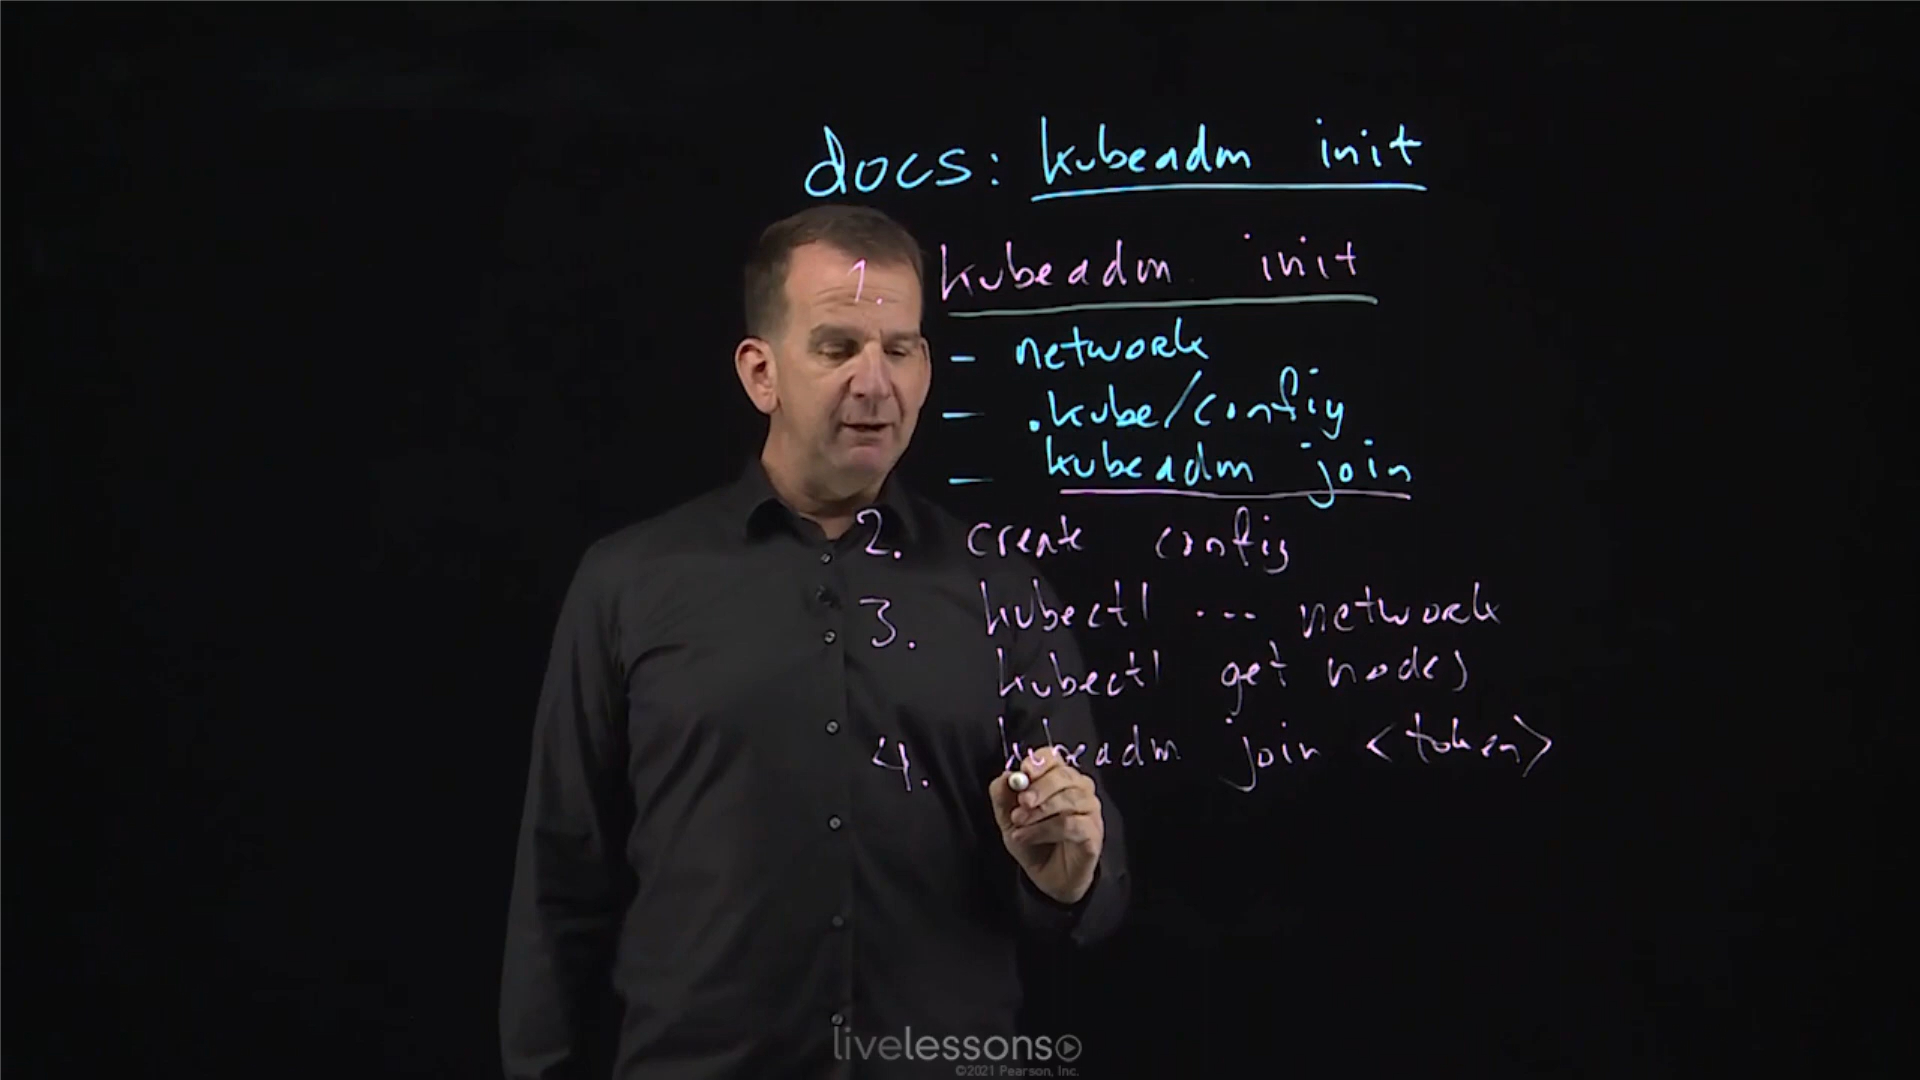 docs: kubeadm init
1. kubeadm init
- network
- .kube/config
- kubeadm join
2. create config
3. kubectl ... network
kubectl get nodes
4. kubeadm join <token>
livelessons
©2021 Pearson, Inc.